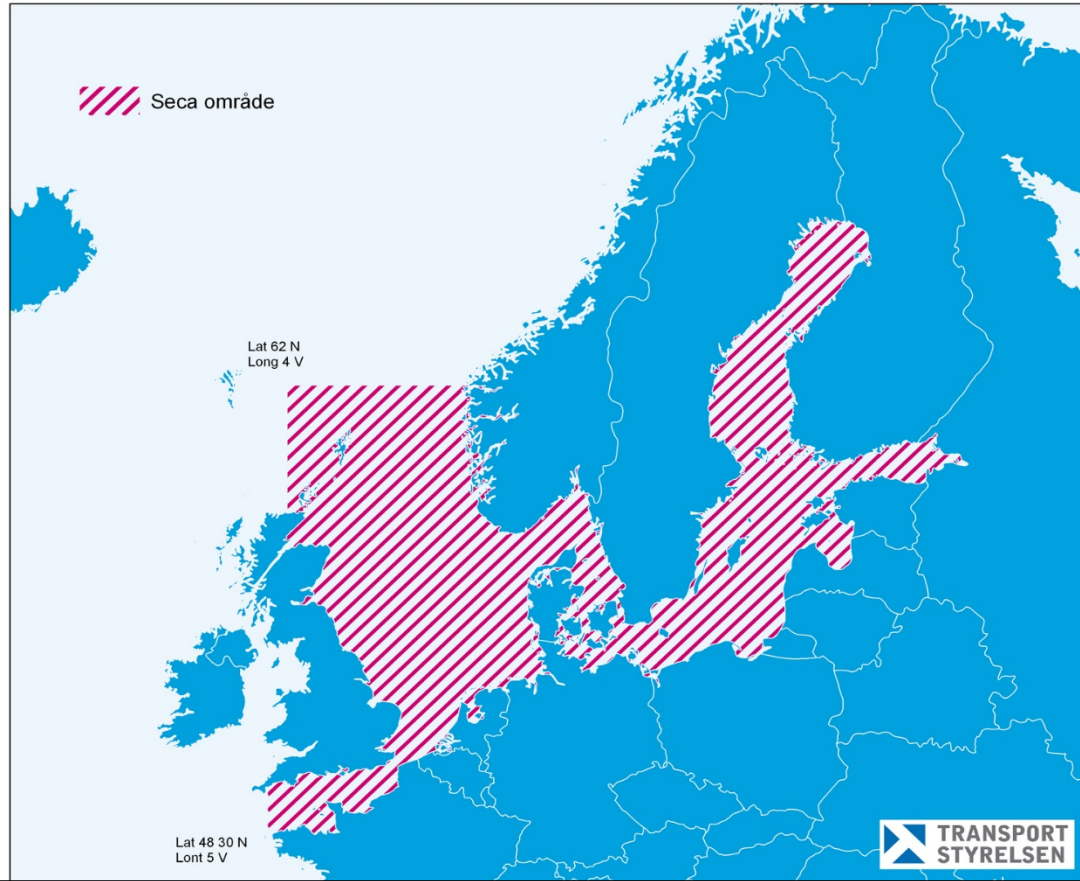 Seca område
Lat 62 N
Long 4 V
Lat 48 30 N
Lont 5 V
TRANSPORT
STYRELSEN